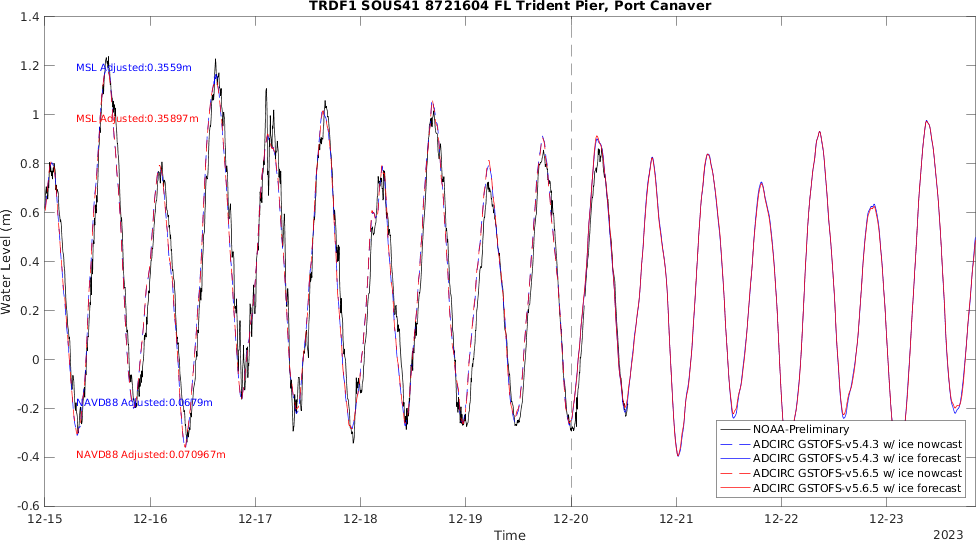 TRDF1 SOUS41 8721604 FL Trident Pier, Port Canaver
1.4
1.2
1
0.8
0.6
0.4
0.2
0
-0.2
-0.4
-0.6
Water Level (m)
MSL Adjusted:0.3559m
MSL Adjusted:0.35897m
NAVD88 Adjusted:0.0679m
NAVD88 Adjusted:0.070967m
NOAA-Preliminary
ADCIRC GSTOFS-v5.4.3 w/ ice nowcast
ADCIRC GSTOFS-v5.4.3 w/ ice forecast
ADCIRC GSTOFS-v5.6.5 w/ ice nowcast
ADCIRC GSTOFS-v5.6.5 w/ ice forecast
12-15 12-16 12-17 12-18 12-19 12-20 12-21 12-22 12-23
Time
2023